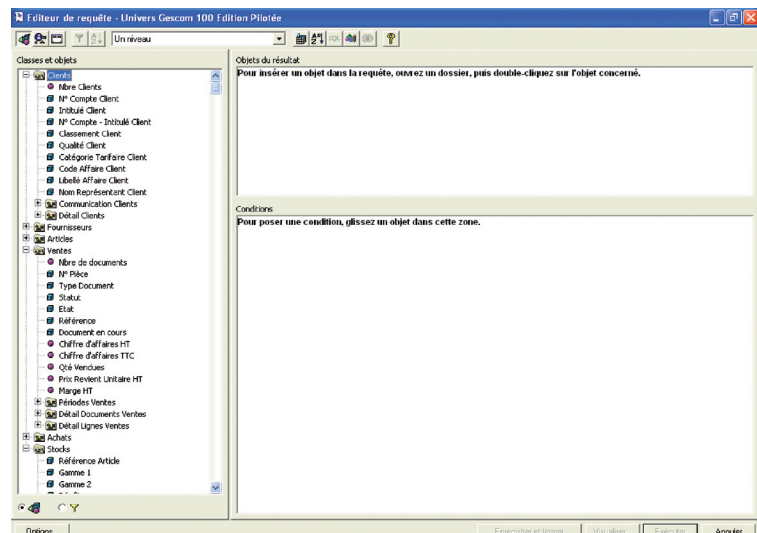 Editeur de requête - Univers Gescom 100 Edition Pilotée
Un niveau
Classes et objets
Clients
Nbre Clients
N° Compte Client
Intitulé Client
N° Compte - Intitulé Client
Classement Client
Qualité Client
Catégorie Tarifaire Client
Code Affaire Client
Libellé Affaire Client
Nom Représentant Client
Communication Clients
Détail Clients
Fournisseurs
Articles
Ventes
Nbre de documents
N° Pièce
Type Document
Statut
Etat
Référence
Document en cours
Chiffre d'affaires HT
Chiffre d'affaires TTC
Qté Vendues
Prix Revient Unitaire HT
Marge HT
Périodes Ventes
Détail Documents Ventes
Détail Lignes Ventes
Achats
Stocks
Référence Article
Gamme 1
Gamme 2
Objets du résultat
Pour insérer un objet dans la requête, ouvrez un dossier, puis double-cliquez sur l'objet concerné.
Conditions
Pour poser une condition, glissez un objet dans cette zone.
Options
Enregistrer et fermer
Visualiser
Exécuter
Annuler